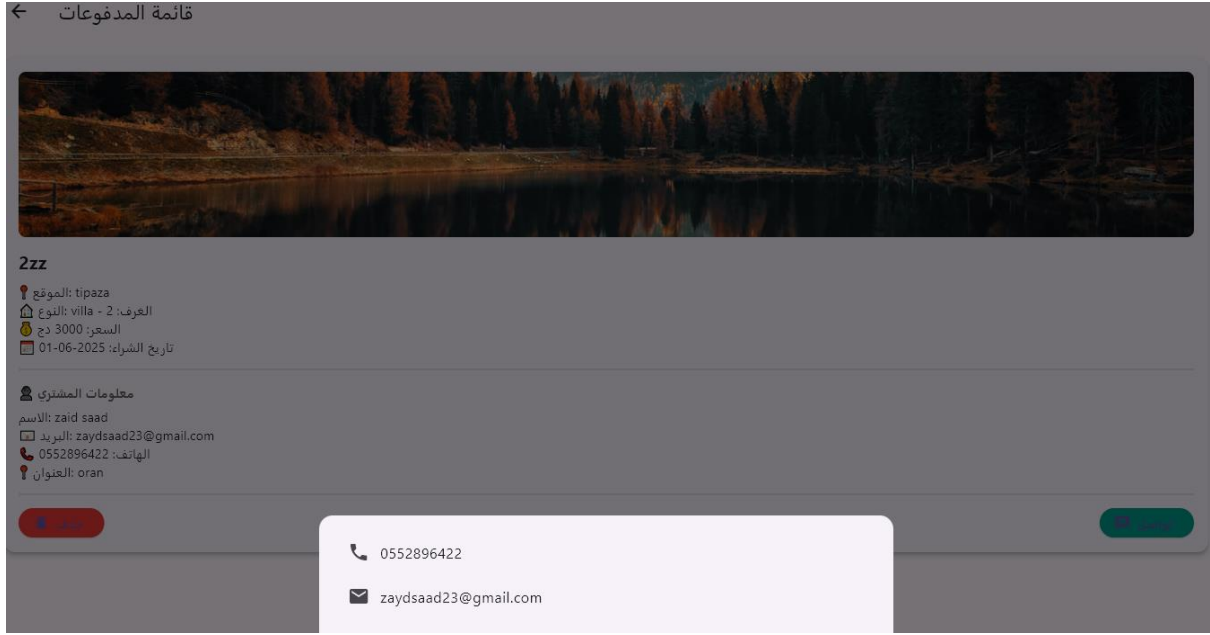 قائمة المدفوعات
2zz
الموقع: tipaza
النوع: villa - الغرف: 2
السعر: 3000 دج
تاريخ الشراء: 2025-06-01
معلومات المشتري
الاسم: zaid saad
البريد: zaydsaad23@gmail.com
الهاتف: 0552896422
العنوان: oran
0552896422
zaydsaad23@gmail.com